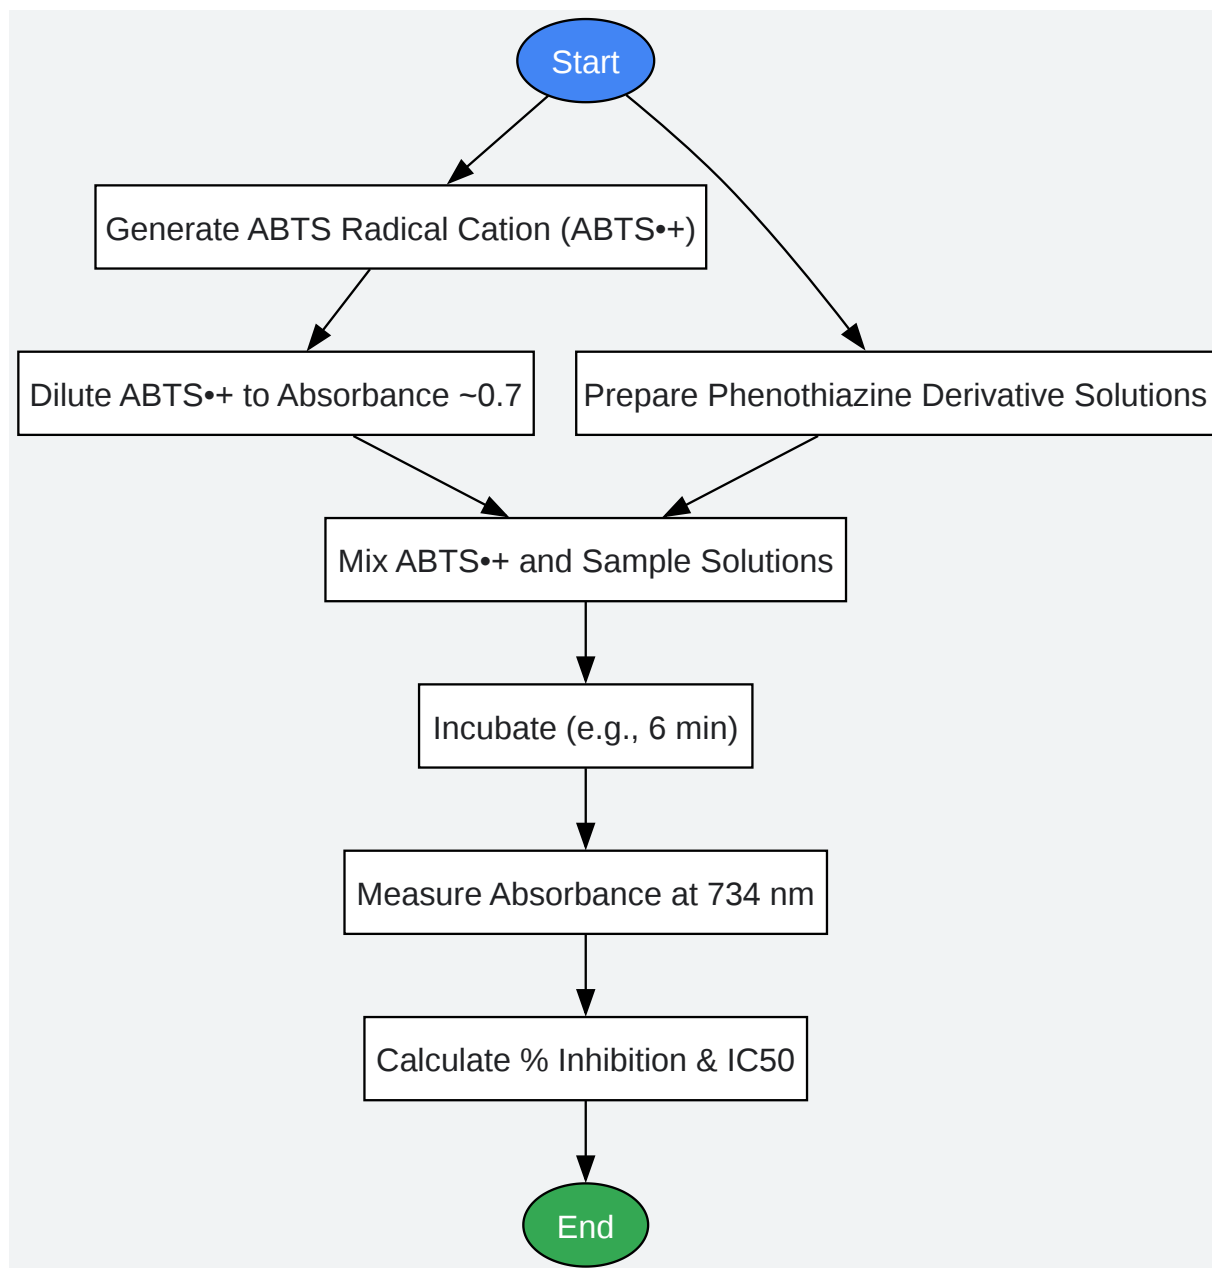 Start
Generate ABTS Radical Cation (ABTS•+)
Dilute ABTS•+ to Absorbance ~0.7
Prepare Phenothiazine Derivative Solutions
Mix ABTS•+ and Sample Solutions
Incubate (e.g., 6 min)
Measure Absorbance at 734 nm
Calculate % Inhibition & IC50
End